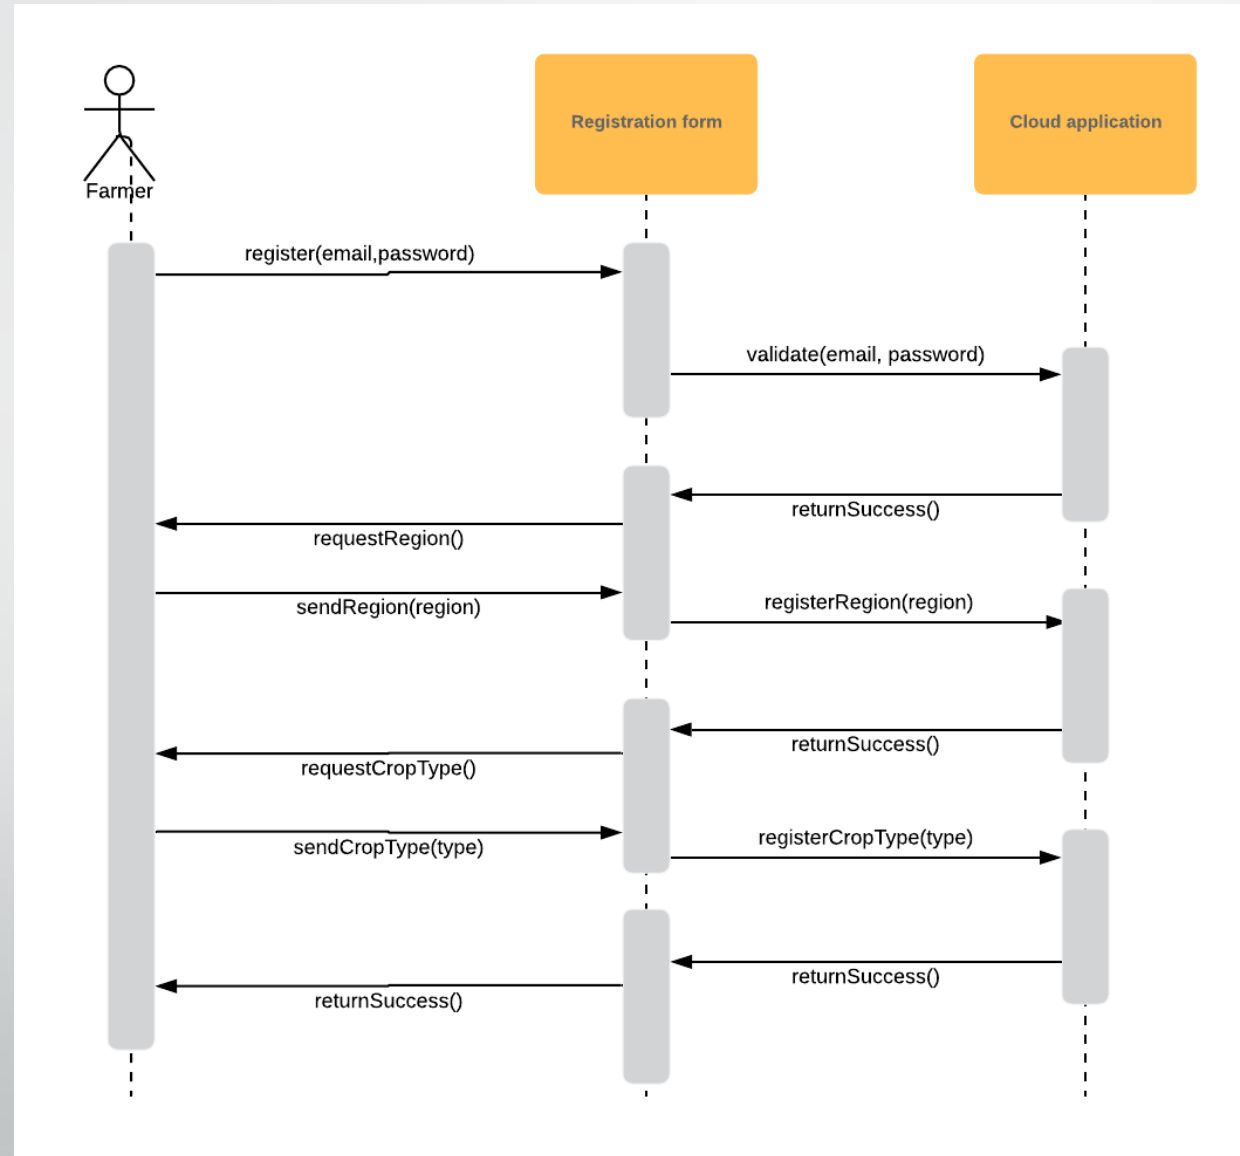 Farmer
Registration form
Cloud application
register(email,password)
validate(email, password)
returnSuccess()
requestRegion()
sendRegion(region)
registerRegion(region)
returnSuccess()
requestCropType()
sendCropType(type)
registerCropType(type)
returnSuccess()
returnSuccess()